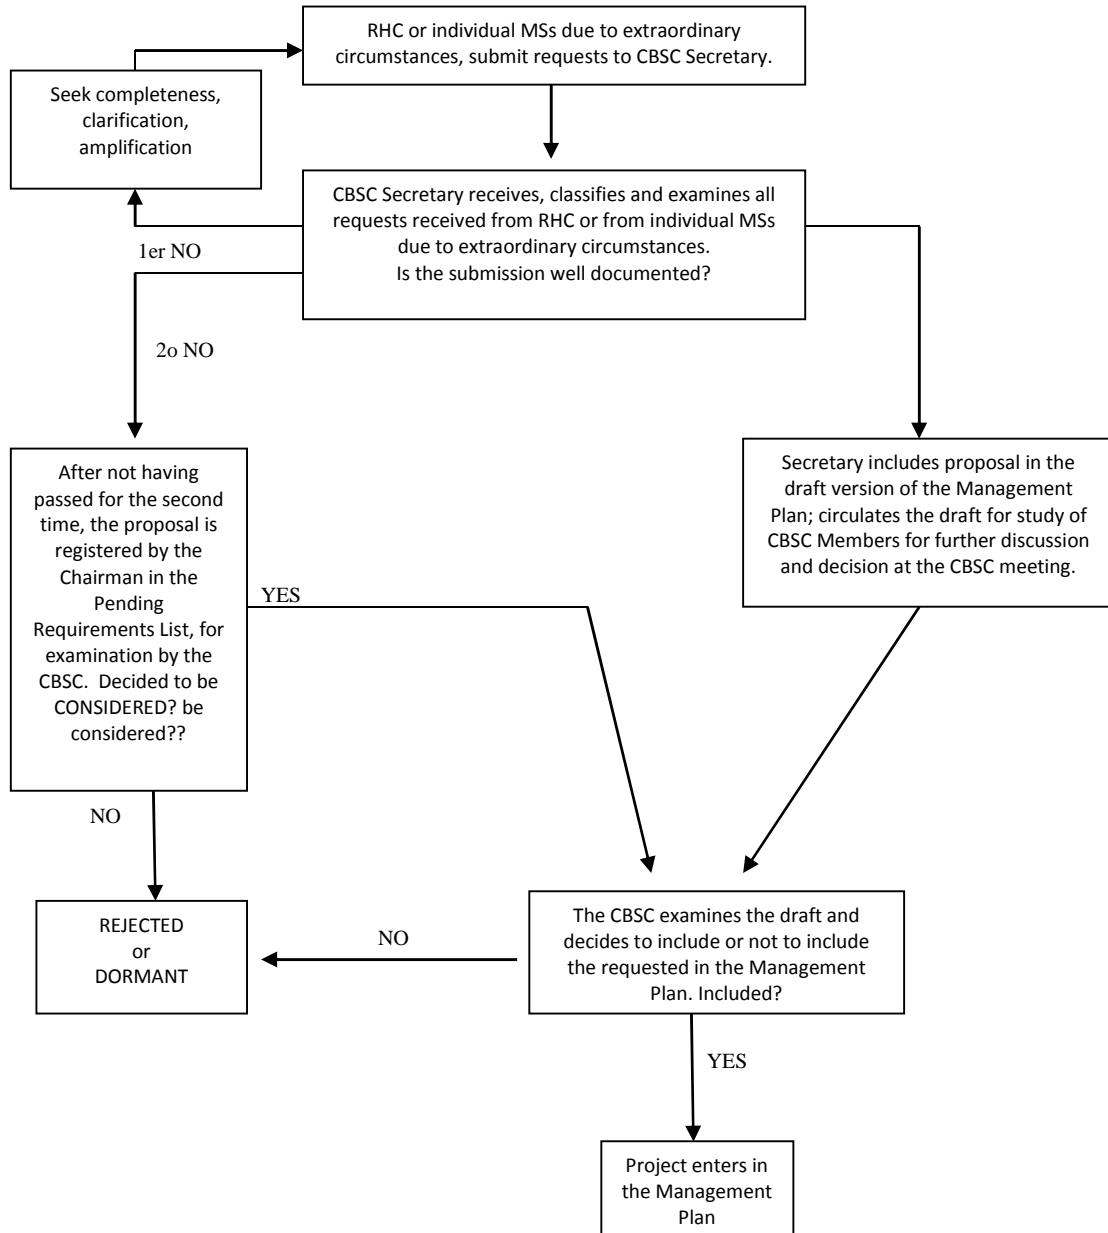 RHC or individual MSs due to extraordinary
circumstances, submit requests to CBSC Secretary.
Seek completeness,
clarification,
amplification
CBSC Secretary receives, classifies and examines all
requests received from RHC or from individual MSs
due to extraordinary circumstances.
Is the submission well documented?
1er NO
2o NO
After not having
passed for the second
time, the proposal is
registered by the
Chairman in the
Pending
Requirements List, for
examination by the
CBSC. Decided to be
CONSIDERED? be
considered??
Secretary includes proposal in the
draft version of the Management
Plan; circulates the draft for study of
CBSC Members for further discussion
and decision at the CBSC meeting.
YES
NO
REJECTED
or
DORMANT
NO
The CBSC examines the draft and
decides to include or not to include
the requested in the Management
Plan. Included?
YES
Project enters in
the Management
Plan